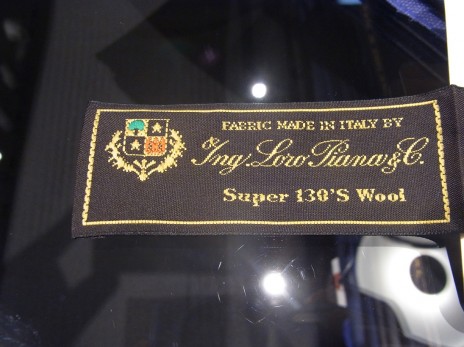 FABRIC MADE IN ITALY BY
Ing. Loro Piana & C.
Super 130'S Wool